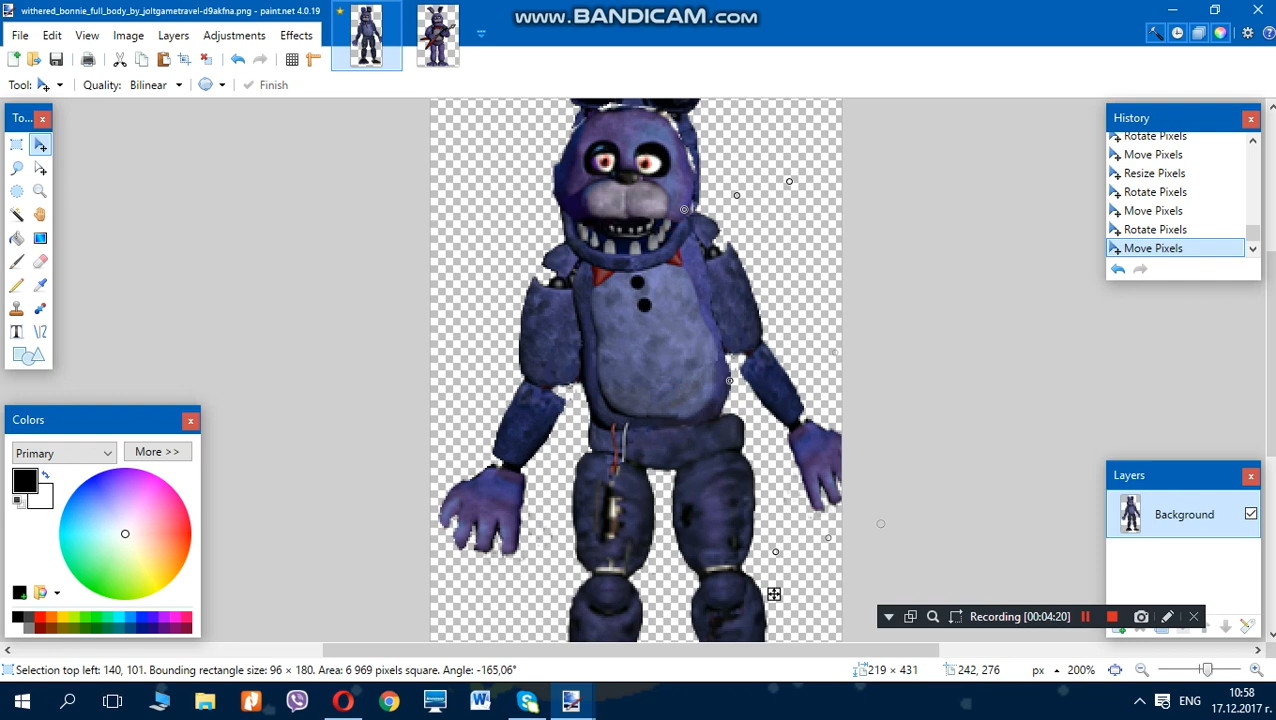 withered_bonnie_full_body_by_joltgametravel-d9akfna.png - paint.net 4.0.19
www.BANDICAM.com
File Edit View Image Layers Adjustments Effects
Tool: Quality: Bilinear Finish
To...
History
Rotate Pixels
Move Pixels
Resize Pixels
Rotate Pixels
Move Pixels
Rotate Pixels
Move Pixels
Colors
Primary More >>
Layers
Background
Recording [00:04:20]
Selection top left: 140, 101. Bounding rectangle size: 96 × 180. Area: 6 969 pixels square. Angle: -165,06° 219 × 431 242, 276 px 200%
ENG 10:58
17.12.2017 г.